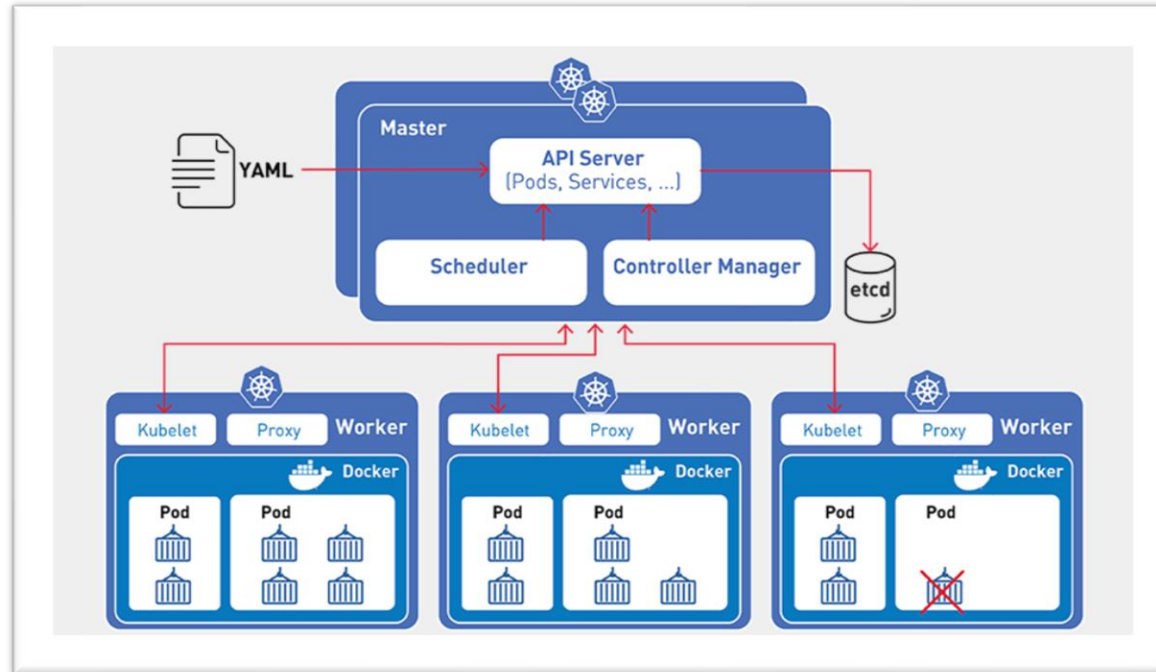 Master
API Server
(Pods, Services, ...)
YAML
Scheduler
Controller Manager
etcd
Kubelet
Proxy
Worker
Docker
Pod
Pod
Kubelet
Proxy
Worker
Docker
Pod
Pod
Kubelet
Proxy
Worker
Docker
Pod
Pod